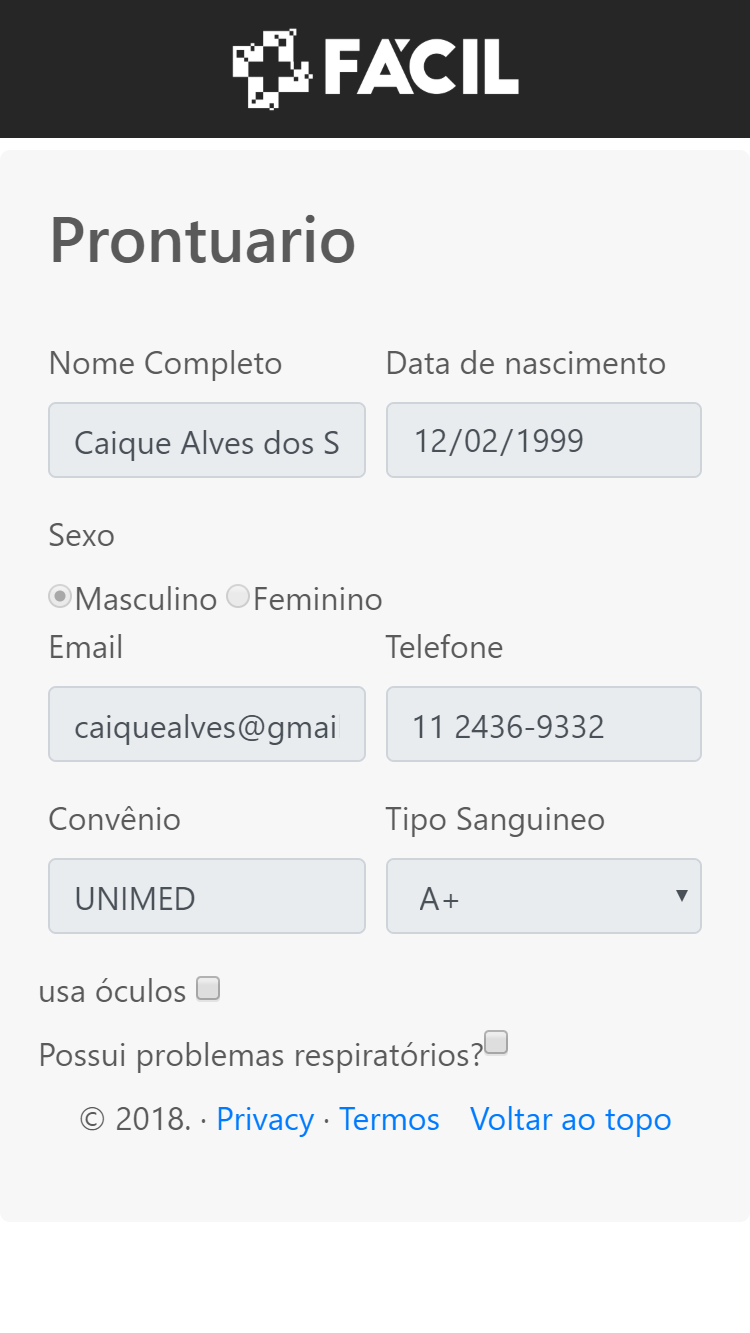 FÁCIL
Prontuario
Nome Completo Data de nascimento
Caique Alves dos S 12/02/1999
Sexo
Masculino Feminino
Email Telefone
caiquealves@gmai 11 2436-9332
Convênio Tipo Sanguineo
UNIMED A+
usa óculos
Possui problemas respiratórios?
© 2018. · Privacy · Termos Voltar ao topo